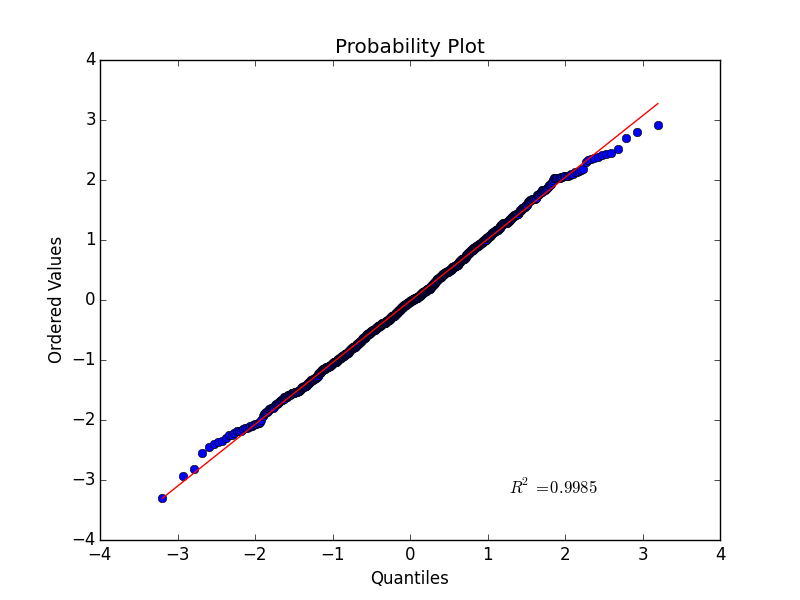 Probability Plot
4
3
2
1
0
−1
−2
−3
−4
Ordered Values
R² =0.9985
−4 −3 −2 −1 0 1 2 3 4
Quantiles